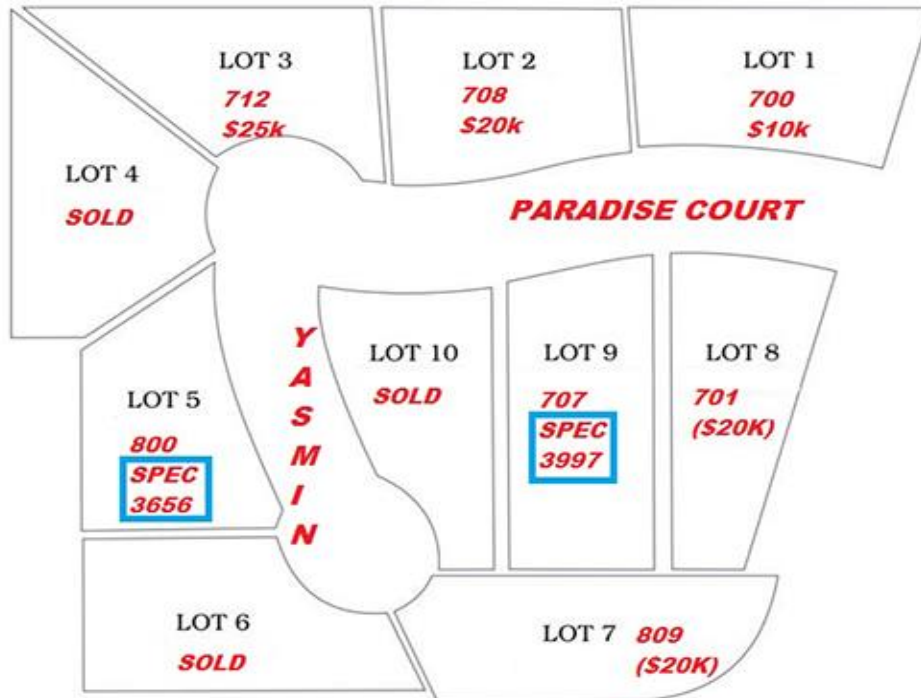 LOT 3
712
$25k
LOT 2
708
$20k
LOT 1
700
$10k
LOT 4
SOLD
PARADISE COURT
YASMIN
LOT 10
SOLD
LOT 9
707
SPEC
3997
LOT 8
701
($20K)
LOT 5
800
SPEC
3656
LOT 6
SOLD
LOT 7 809
($20K)